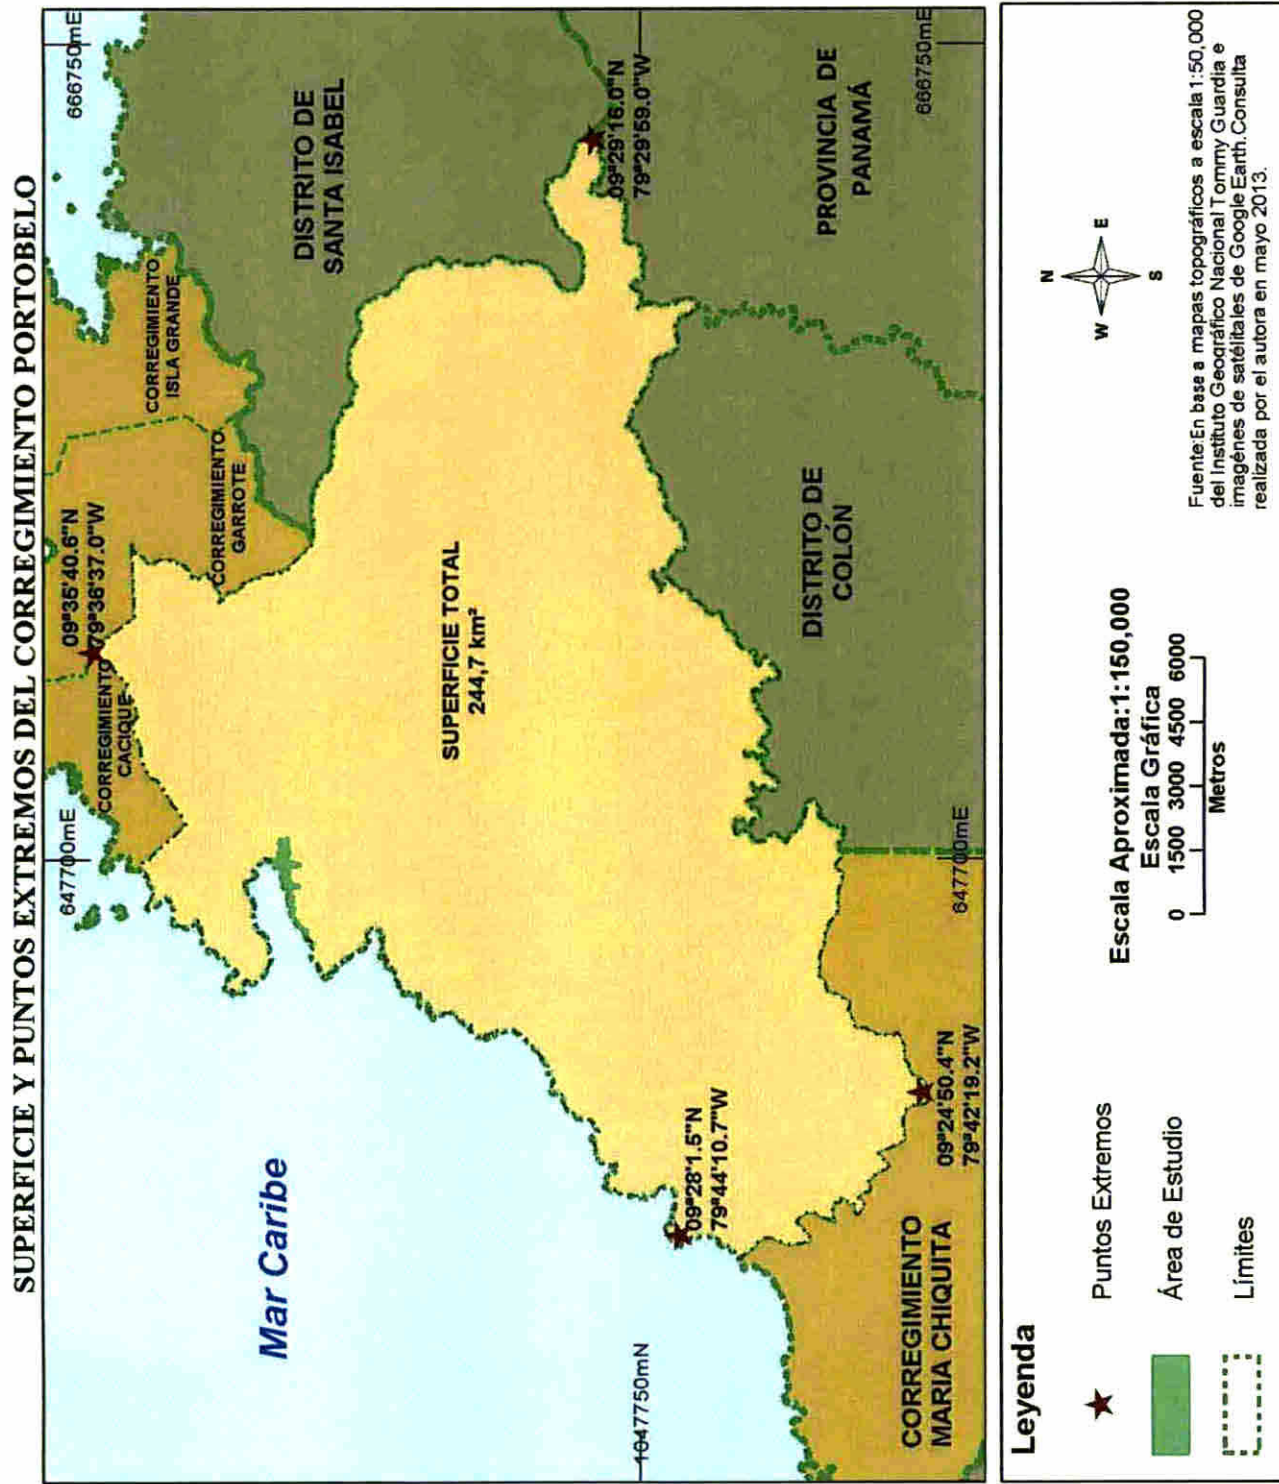 SUPERFICIE Y PUNTOS EXTREMOS DEL CORREGIMIENTO PORTOBELO
647700mE
666750mE
09°35'40.6"N
79°36'37.0"W
CORREGIMIENTO
CACIQUE
CORREGIMIENTO
ISLA GRANDE
CORREGIMIENTO
GARROTE
Mar Caribe
DISTRITO DE
SANTA ISABEL
SUPERFICIE TOTAL
244,7 km²
09°29'16.0"N
79°29'59.0"W
1047750mN
09°28'1.5"N
79°44'10.7"W
DISTRITO DE
COLÓN
PROVINCIA DE
PANAMÁ
CORREGIMIENTO
MARIA CHIQUITA
09°24'50.4"N
79°42'19.2"W
647700mE
666750mE
Leyenda
Puntos Extremos
Área de Estudio
Límites
Escala Aproximada:1:150,000
Escala Gráfica
0 1500 3000 4500 6000
Metros
N
W E
S
Fuente:En base a mapas topográficos a escala 1:50,000
del Instituto Geográfico Nacional Tommy Guardia e
imagénes de satélitales de Google Earth.Consulta
realizada por el autora en mayo 2013.